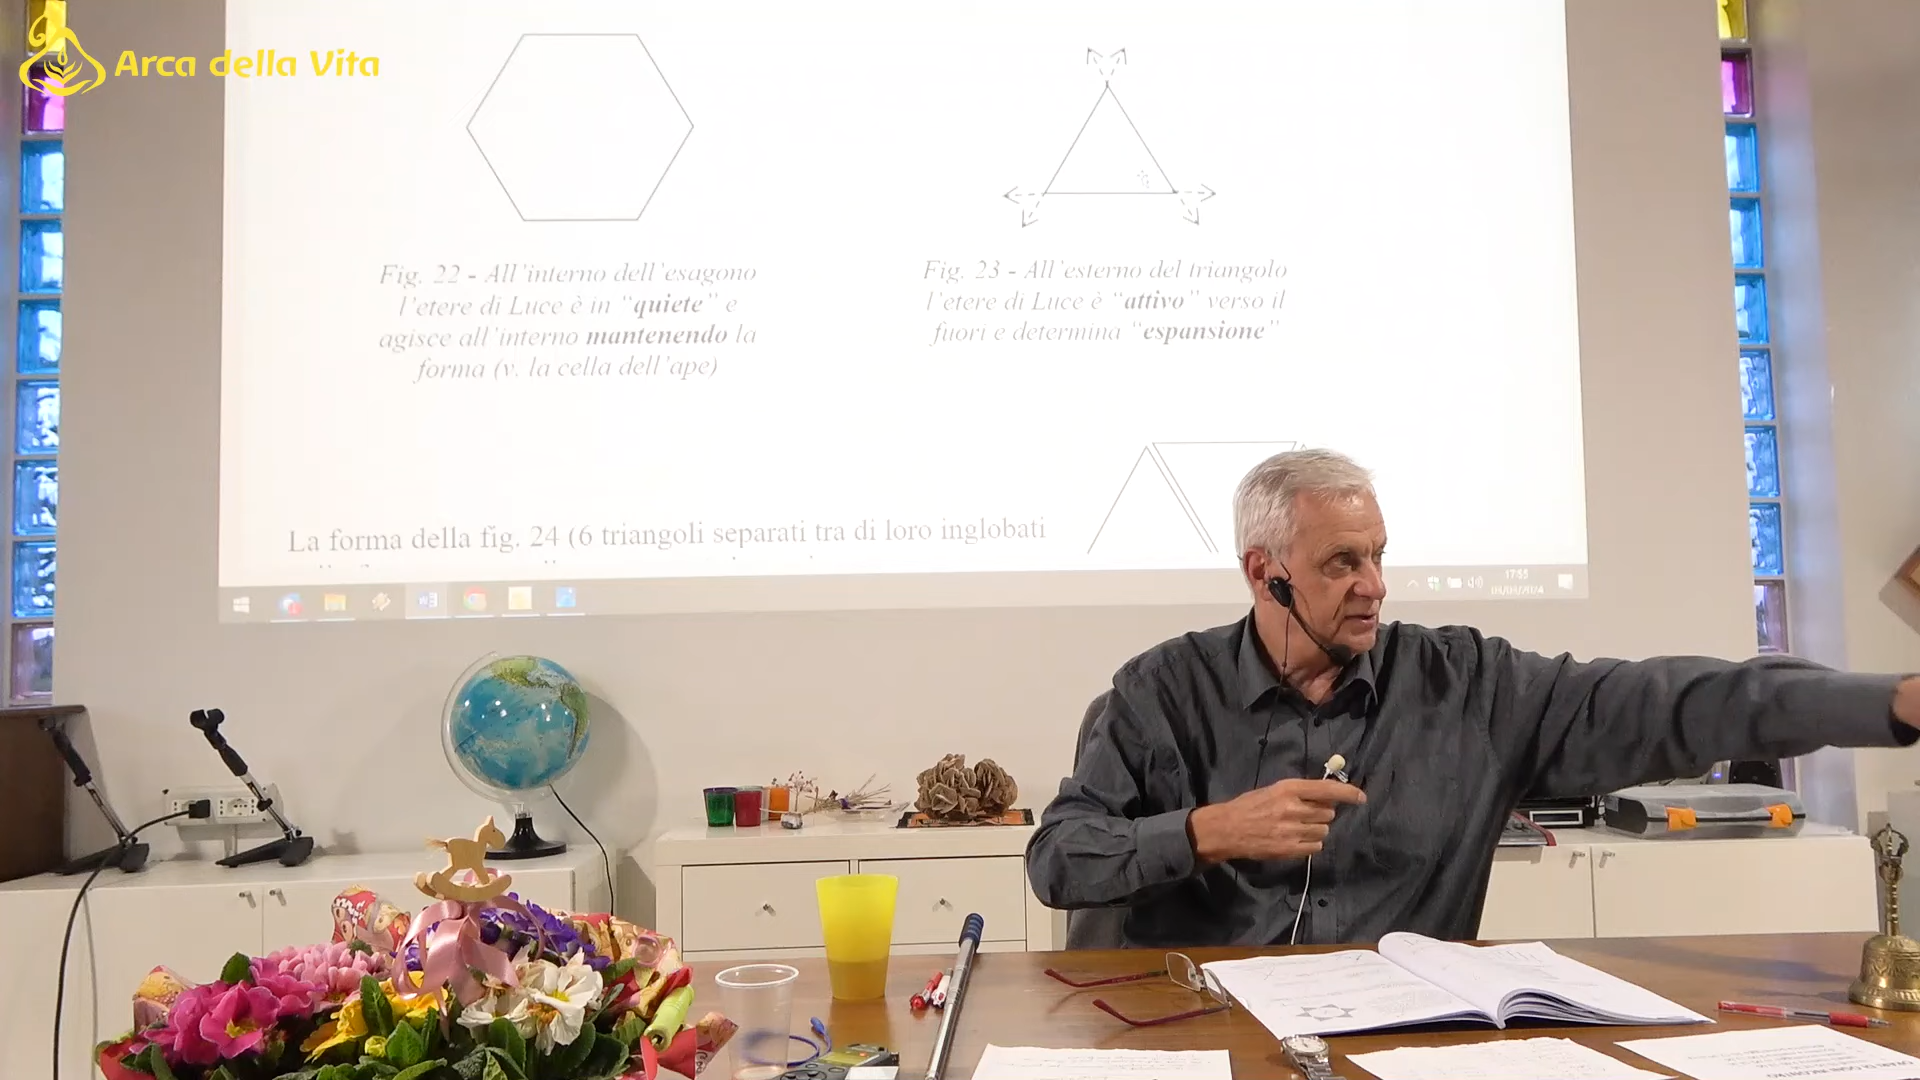 Arca della Vita
Fig. 22 - All'interno dell'esagono
l'etere di Luce è in "quiete" e
agisce all'interno mantenendo la
forma (v. la cella dell'ape)
Fig. 23 - All'esterno del triangolo
l'etere di Luce è "attivo" verso il
fuori e determina "espansione"
La forma della fig. 24 (6 triangoli separati tra di loro inglobati
17:55